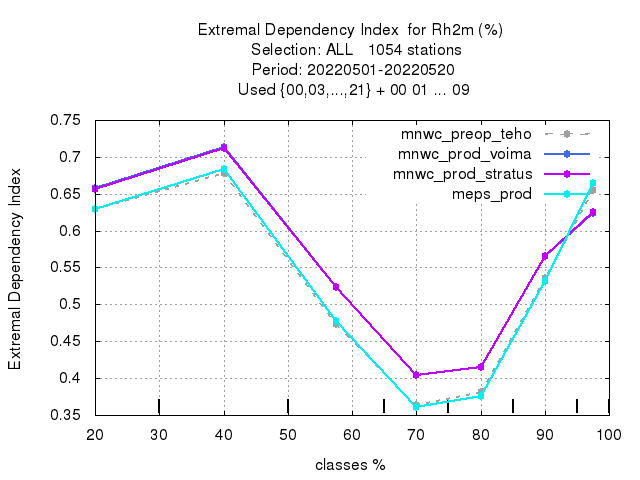 Extremal Dependency Index  for Rh2m (%)
Selection: ALL   1054 stations
Period: 20220501-20220520
Used {00,03,...,21} + 00 01 ... 09
mnwc_preop_teho
mnwc_prod_voima
mnwc_prod_stratus
meps_prod
Extremal Dependency Index
0.75
0.7
0.65
0.6
0.55
0.5
0.45
0.4
0.35
20 30 40 50 60 70 80 90 100
classes %